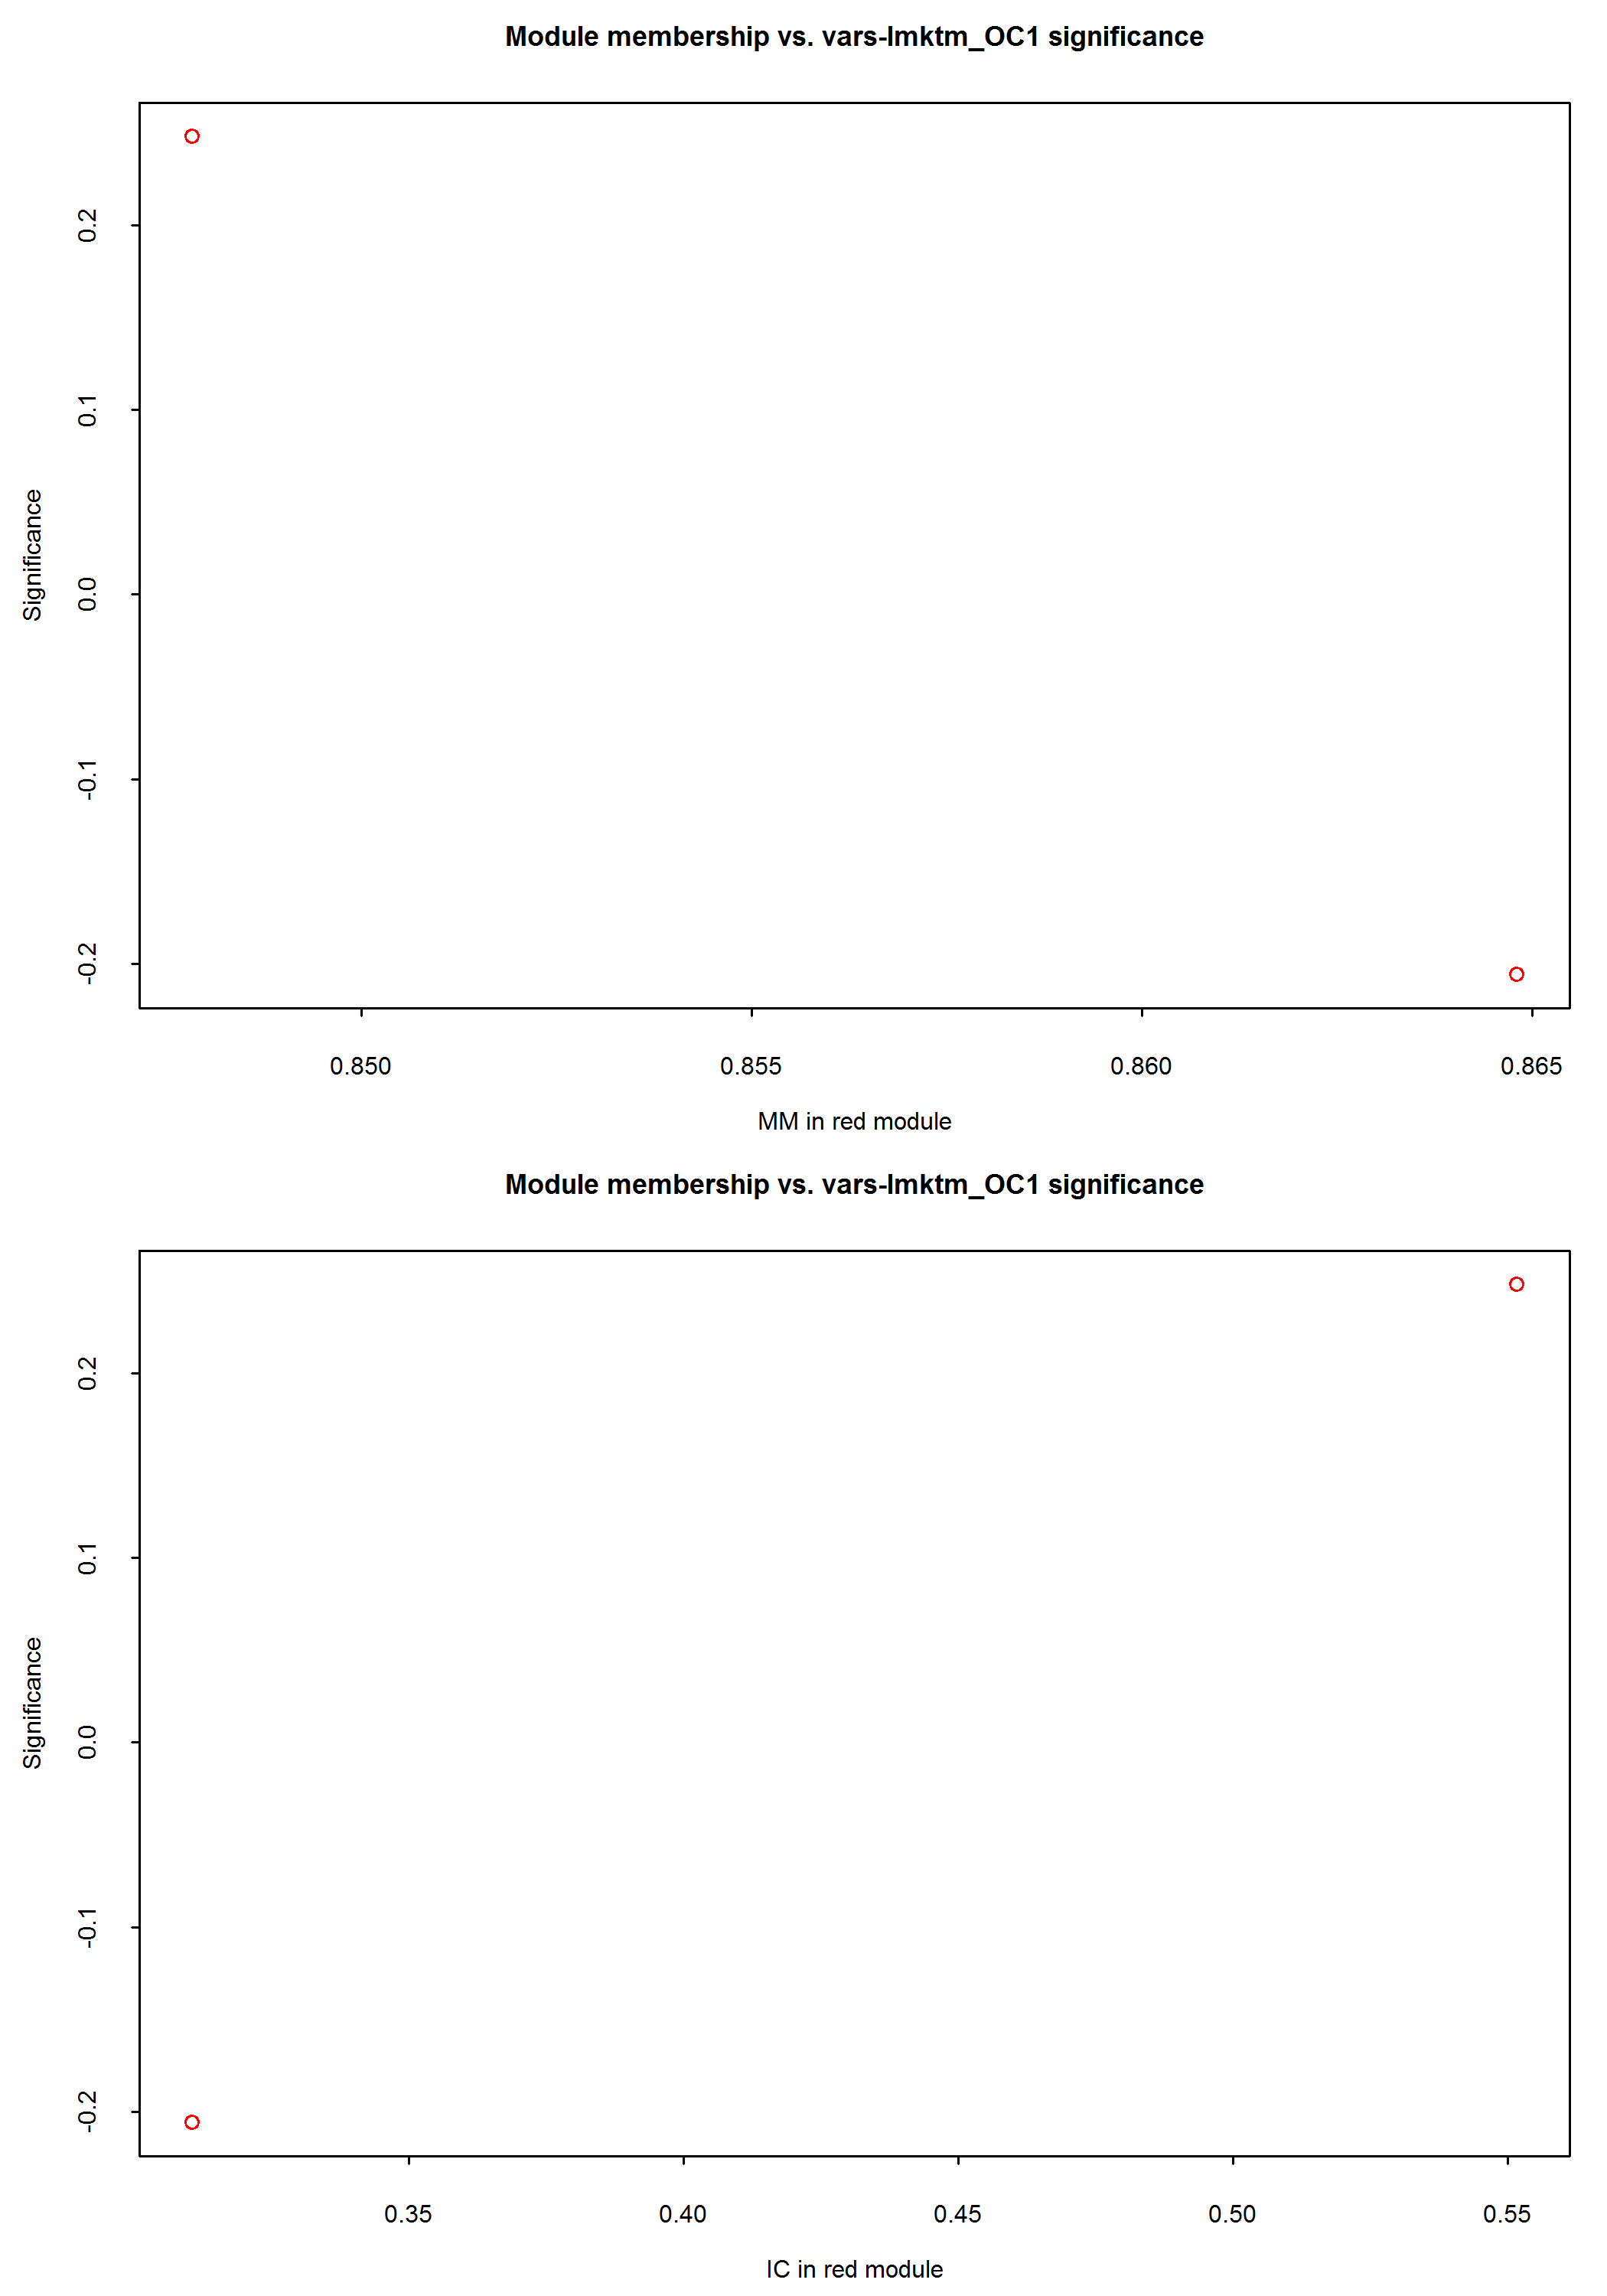 Module membership vs. vars-lmktm_OC1 significance
Significance
0.2
0.1
0.0
-0.1
-0.2
0.850 0.855 0.860 0.865
MM in red module
Module membership vs. vars-lmktm_OC1 significance
Significance
0.2
0.1
0.0
-0.1
-0.2
0.35 0.40 0.45 0.50 0.55
IC in red module